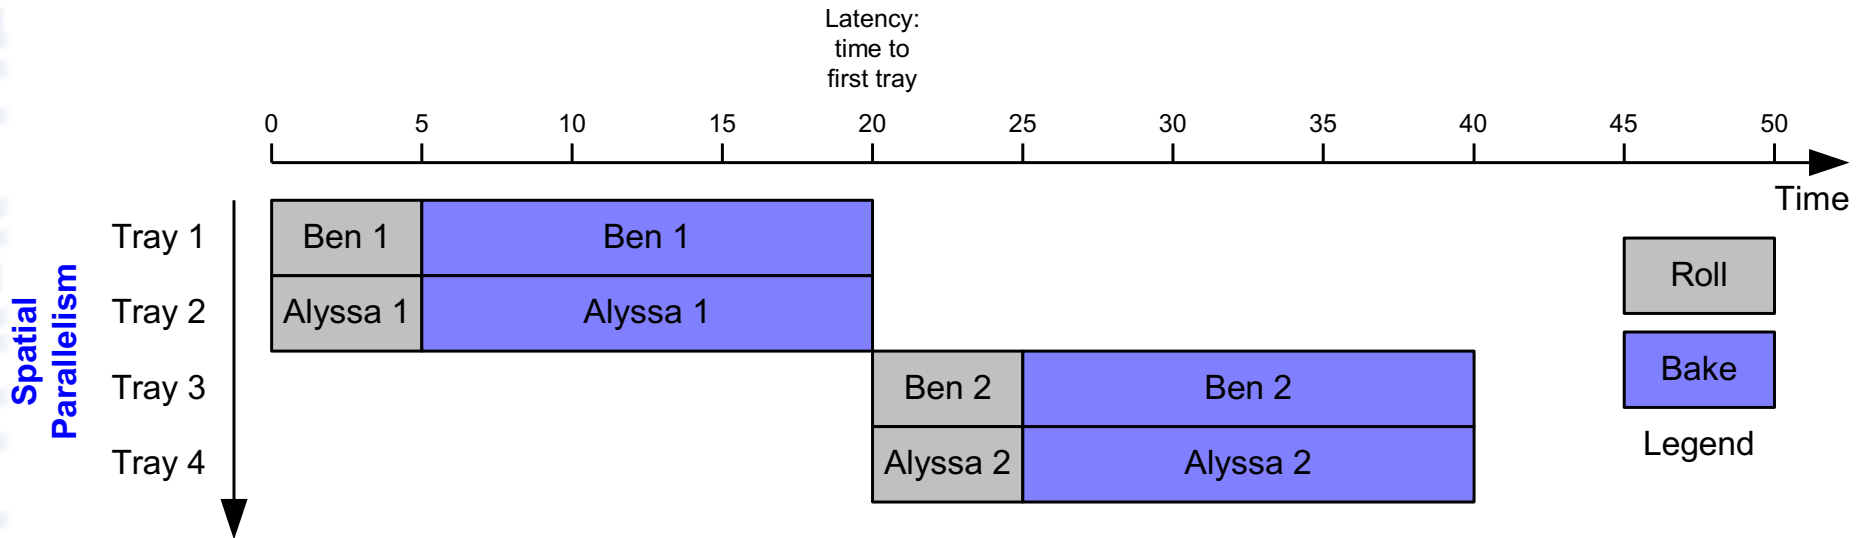 Latency:
time to
first tray
0 5 10 15 20 25 30 35 40 45 50
Time
Spatial
Parallelism
Tray 1 Ben 1 Ben 1
Tray 2 Alyssa 1 Alyssa 1
Tray 3 Ben 2 Ben 2
Tray 4 Alyssa 2 Alyssa 2
Roll
Bake
Legend